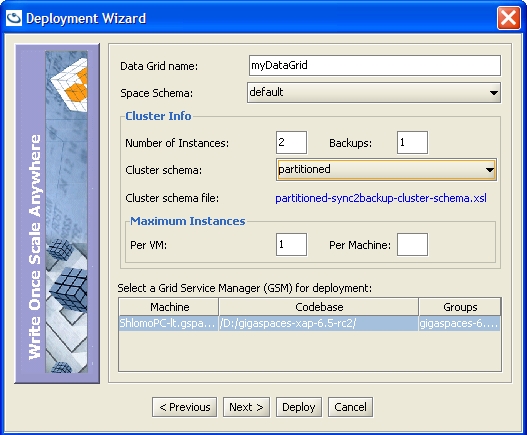 Deployment Wizard
Write Once Scale Anywhere
Data Grid name: myDataGrid
Space Schema: default
Cluster Info
Number of Instances: 2 Backups: 1
Cluster schema: partitioned
Cluster schema file: partitioned-sync2backup-cluster-schema.xsl
Maximum Instances
Per VM: 1 Per Machine:
Select a Grid Service Manager (GSM) for deployment:
Machine Codebase Groups
ShlomoPC-lt.gspa... /D:/gigaspaces-xap-6.5-rc2/ gigaspaces-6....
< Previous Next > Deploy Cancel